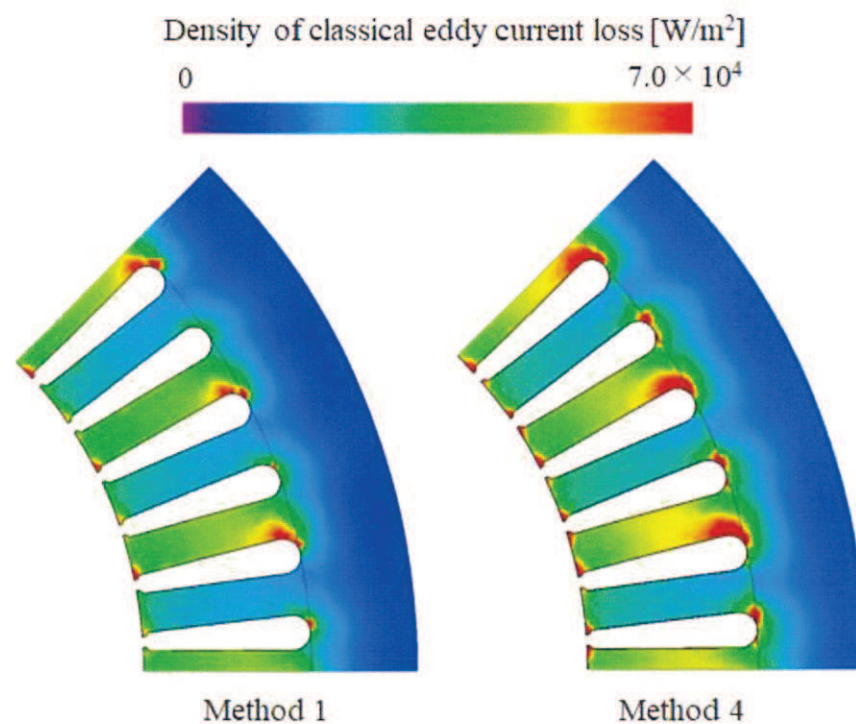 Density of classical eddy current loss [W/m²]
0 7.0 × 10⁴
Method 1 Method 4